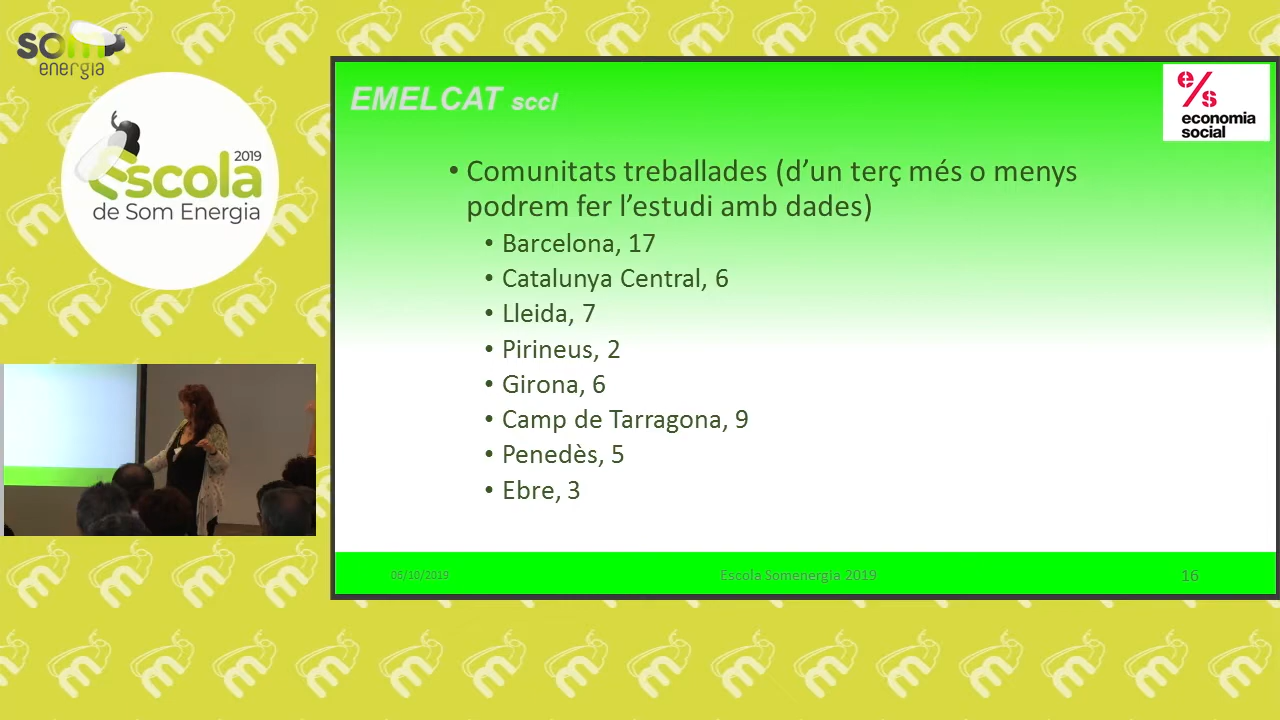 som
energia
2019
Escola
de Som Energia
EMELCAT sccl
e/s
economia
social
• Comunitats treballades (d’un terç més o menys
podrem fer l’estudi amb dades)
• Barcelona, 17
• Catalunya Central, 6
• Lleida, 7
• Pirineus, 2
• Girona, 6
• Camp de Tarragona, 9
• Penedès, 5
• Ebre, 3
06/10/2019
Escola Somenergia 2019
16